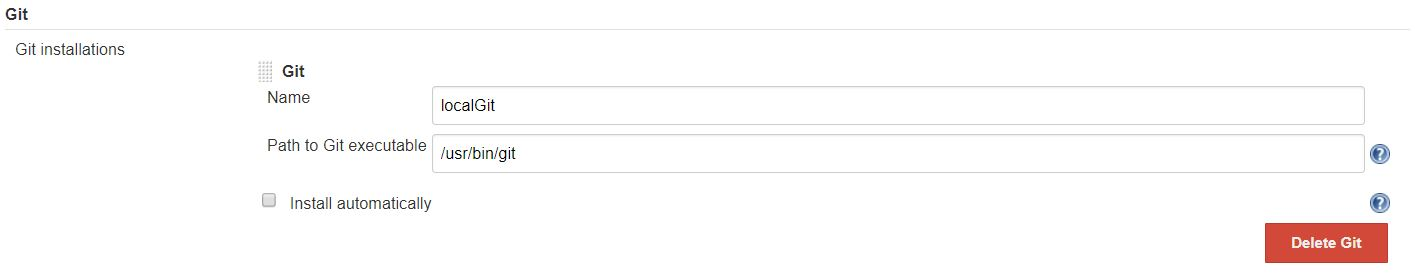 Git
Git installations
Git
Name
localGit
Path to Git executable
/usr/bin/git
?
Install automatically
?
Delete Git